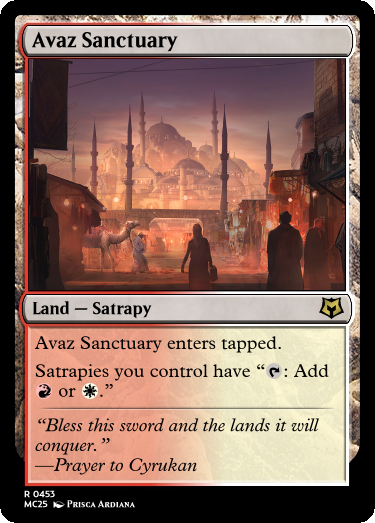 Avaz Sanctuary
Land — Satrapy
Avaz Sanctuary enters tapped.
Satrapies you control have “: Add
or .”
“Bless this sword and the lands it will
conquer.”
—Prayer to Cyrukan
R 0453
MC25 Prisca Ardiana